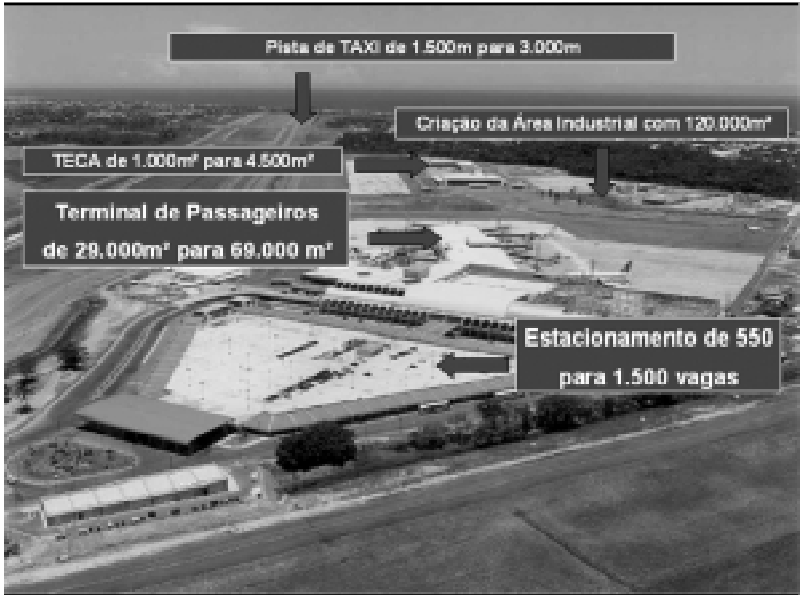 Pista de TAXI de 1.500m para 3.000m
Criação da Área Industrial com 120.000m²
TECA de 1.000m² para 4.500m²
Terminal de Passageiros
de 29.000m² para 69.000 m²
Estacionamento de 550
para 1.500 vagas